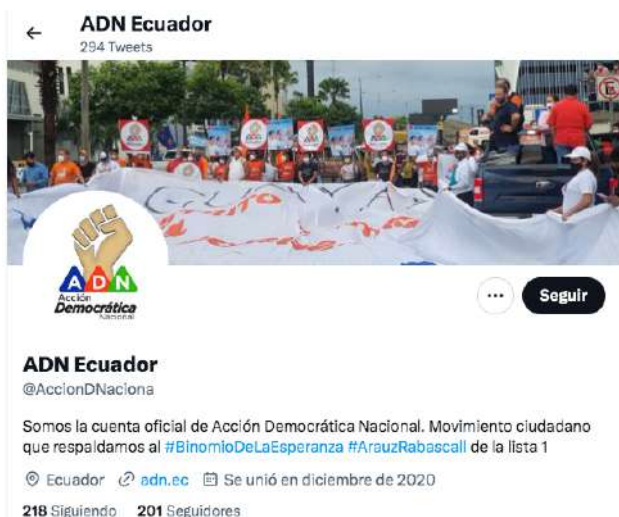 ADN Ecuador
294 Tweets
ADN
Acción
Democrática
Nacional
Seguir
ADN Ecuador
@AccionDNaciona
Somos la cuenta oficial de Acción Democrática Nacional. Movimiento ciudadano
que respaldamos al #BinomioDeLaEsperanza #ArauzRabascall de la lista 1
Ecuador adn.ec Se unió en diciembre de 2020
218 Siguiendo 201 Seguidores